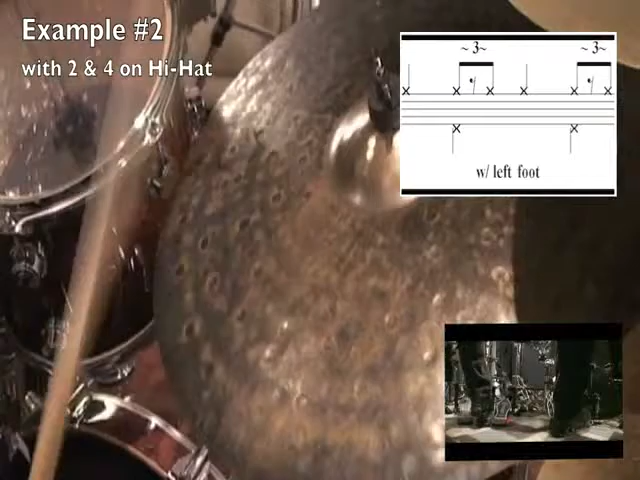 Example #2
with 2 & 4 on Hi-Hat
~ 3~ ~ 3~
w/ left foot